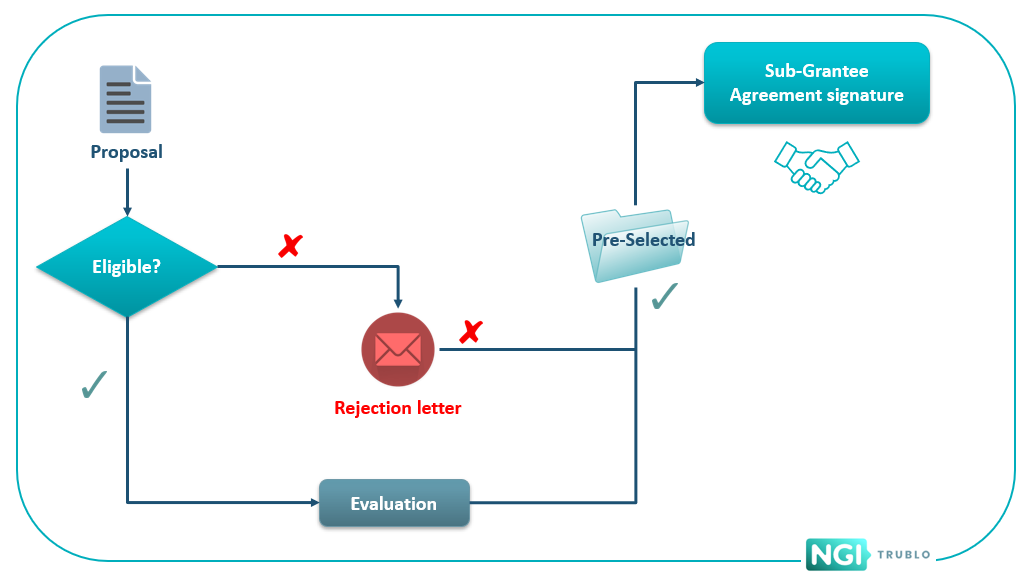 Proposal
Eligible?
Rejection letter
Evaluation
Pre-Selected
Sub-Grantee
Agreement signature
NGI TRUBLO